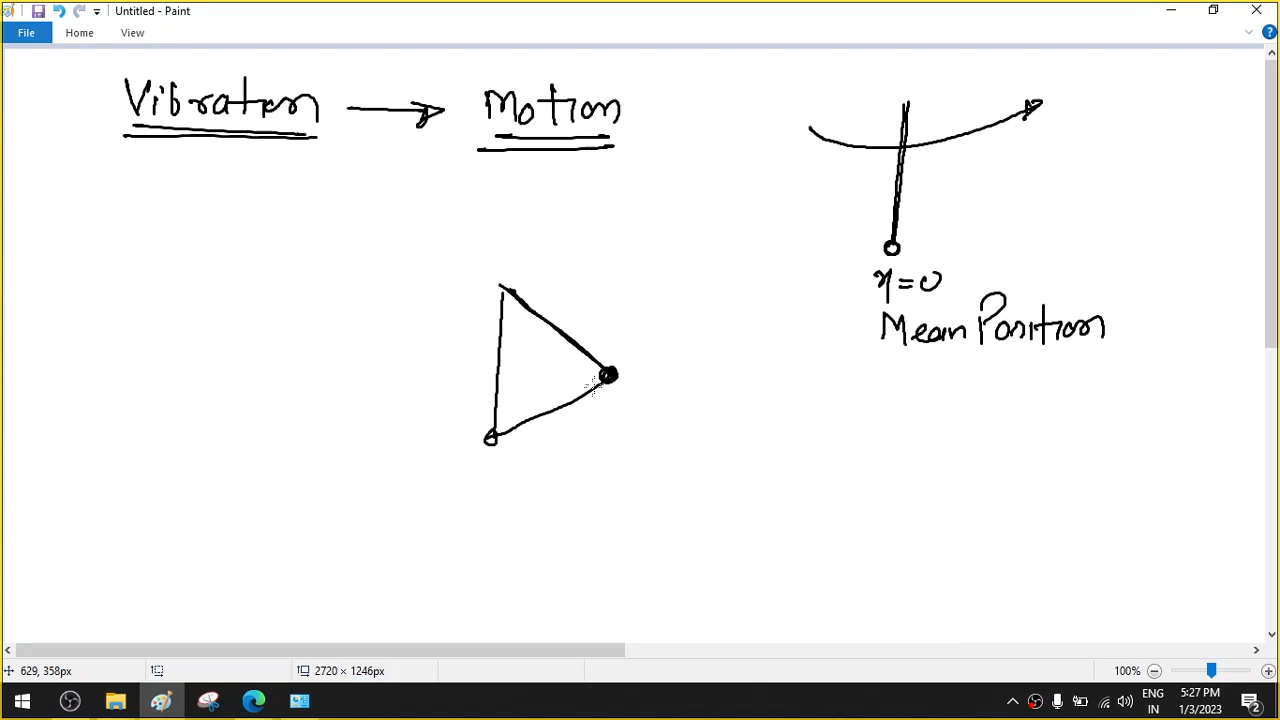 Untitled - Paint
File Home View
Vibration → Motion
x=0
Mean Position
629, 358px
2720 × 1246px
100%
ENG
IN
5:27 PM
1/3/2023
2